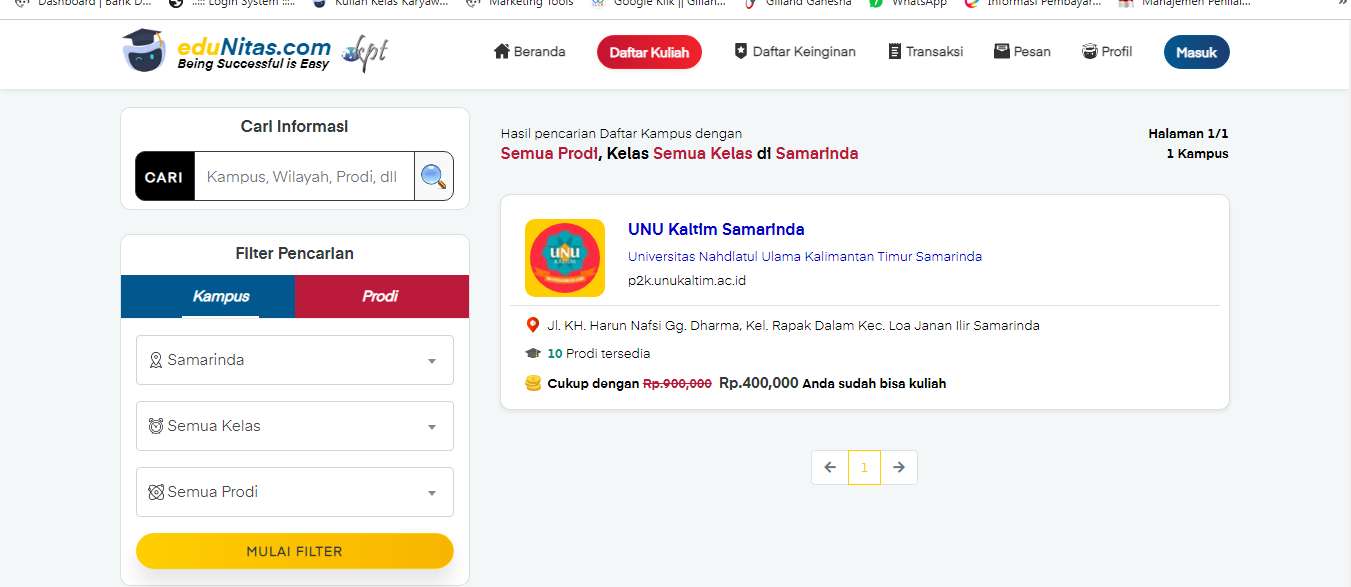 Dashboard | Bank D...
..:::: Login System ::::..
Kuliah Kelas Karyaw...
Marketing Tools
Google Klik || Gilian...
Gilland Ganesha
WhatsApp
Informasi Pembayar...
Manajemen Penilai...
eduNitas.com
Being Successful is Easy
kpt
Beranda
Daftar Kuliah
Daftar Keinginan
Transaksi
Pesan
Profil
Masuk
Cari Informasi
CARI
Kampus, Wilayah, Prodi, dll
Filter Pencarian
Kampus
Prodi
Samarinda
Semua Kelas
Semua Prodi
MULAI FILTER
Hasil pencarian Daftar Kampus dengan
Semua Prodi, Kelas Semua Kelas di Samarinda
Halaman 1/1
1 Kampus
UNU
UNU Kaltim Samarinda
Universitas Nahdlatul Ulama Kalimantan Timur Samarinda
p2k.unukaltim.ac.id
Jl. KH. Harun Nafsi Gg. Dharma, Kel. Rapak Dalam Kec. Loa Janan Ilir Samarinda
10 Prodi tersedia
Cukup dengan Rp.900,000 Rp.400,000 Anda sudah bisa kuliah
1